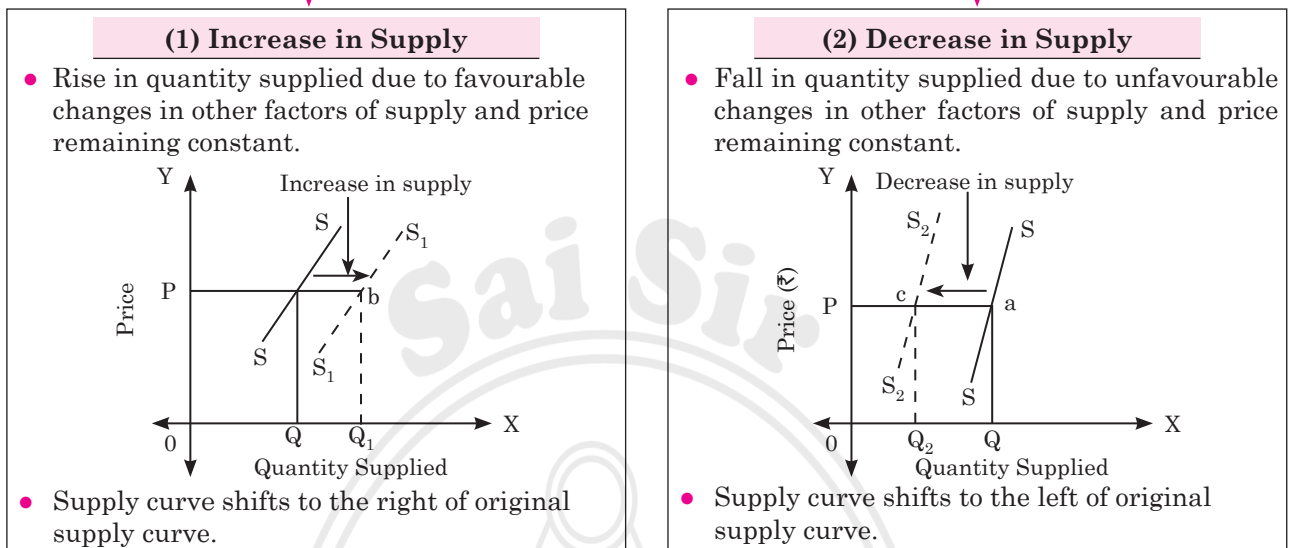 (1) Increase in Supply
• Rise in quantity supplied due to favourable
changes in other factors of supply and price
remaining constant.
Y
Increase in supply
S
S₁
P
b
Price
S
S₁
X
0
Q
Q₁
Quantity Supplied
• Supply curve shifts to the right of original
supply curve.
(2) Decrease in Supply
• Fall in quantity supplied due to unfavourable
changes in other factors of supply and price
remaining constant.
Y
Decrease in supply
S₂
S
c
P
a
Price (₹)
S₂
S
X
0
Q₂
Q
Quantity Supplied
• Supply curve shifts to the left of original
supply curve.
Sai Sir